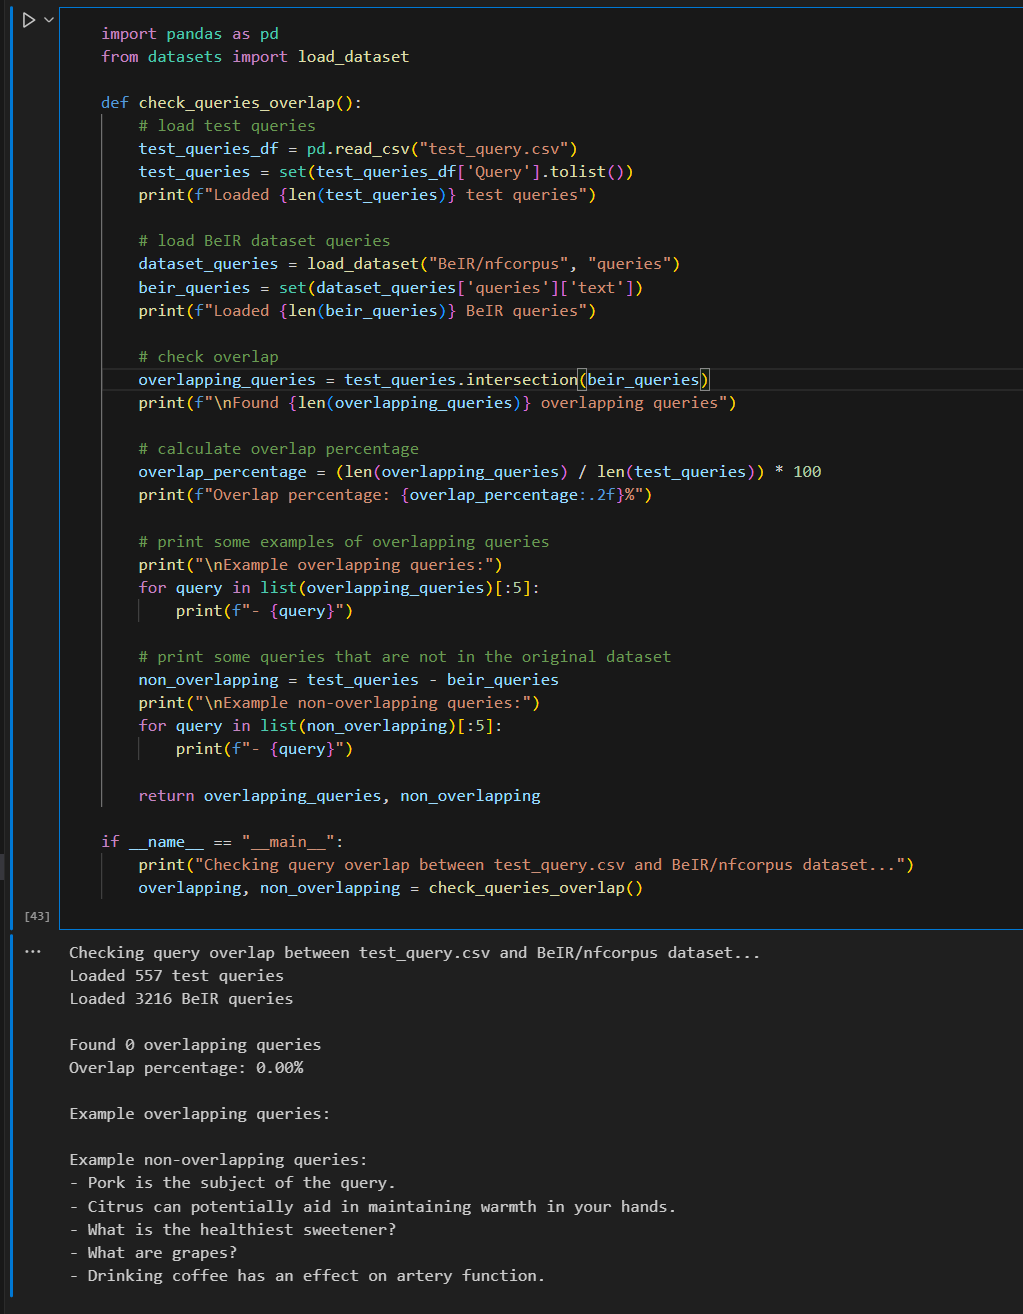 import pandas as pd
from datasets import load_dataset
def check_queries_overlap():
# load test queries
test_queries_df = pd.read_csv("test_query.csv")
test_queries = set(test_queries_df['Query'].tolist())
print(f"Loaded {len(test_queries)} test queries")
# load BeIR dataset queries
dataset_queries = load_dataset("BeIR/nfcorpus", "queries")
beir_queries = set(dataset_queries['queries']['text'])
print(f"Loaded {len(beir_queries)} BeIR queries")
# check overlap
overlapping_queries = test_queries.intersection(beir_queries)
print(f"\nFound {len(overlapping_queries)} overlapping queries")
# calculate overlap percentage
overlap_percentage = (len(overlapping_queries) / len(test_queries)) * 100
print(f"Overlap percentage: {overlap_percentage:.2f}%")
# print some examples of overlapping queries
print("\nExample overlapping queries:")
for query in list(overlapping_queries)[:5]:
print(f"- {query}")
# print some queries that are not in the original dataset
non_overlapping = test_queries - beir_queries
print("\nExample non-overlapping queries:")
for query in list(non_overlapping)[:5]:
print(f"- {query}")
return overlapping_queries, non_overlapping
if __name__ == "__main__":
print("Checking query overlap between test_query.csv and BeIR/nfcorpus dataset...")
overlapping, non_overlapping = check_queries_overlap()
[43]
... Checking query overlap between test_query.csv and BeIR/nfcorpus dataset...
Loaded 557 test queries
Loaded 3216 BeIR queries
Found 0 overlapping queries
Overlap percentage: 0.00%
Example overlapping queries:
Example non-overlapping queries:
- Pork is the subject of the query.
- Citrus can potentially aid in maintaining warmth in your hands.
- What is the healthiest sweetener?
- What are grapes?
- Drinking coffee has an effect on artery function.